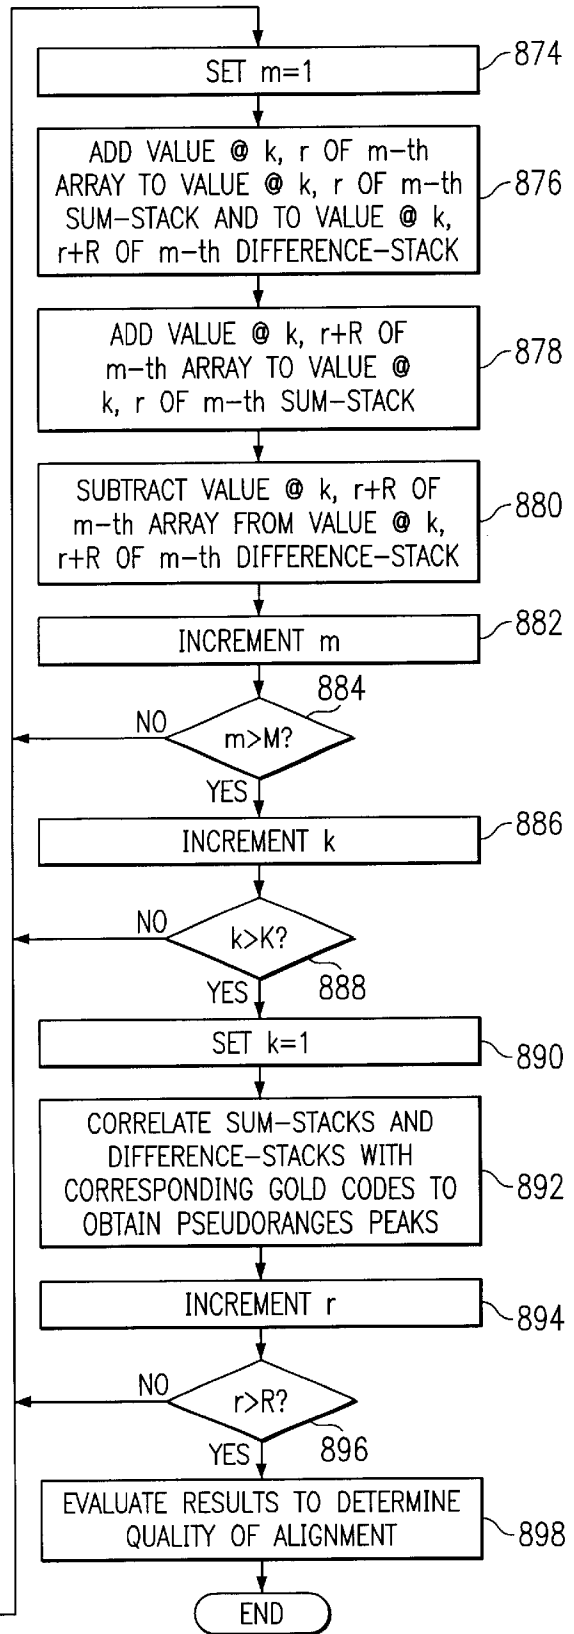 SET m=1
874
ADD VALUE @ k, r OF m-th
ARRAY TO VALUE @ k, r OF m-th
SUM-STACK AND TO VALUE @ k,
r+R OF m-th DIFFERENCE-STACK
876
ADD VALUE @ k, r+R OF
m-th ARRAY TO VALUE @
k, r OF m-th SUM-STACK
878
SUBTRACT VALUE @ k, r+R OF
m-th ARRAY FROM VALUE @ k,
r+R OF m-th DIFFERENCE-STACK
880
INCREMENT m
882
884
NO
m>M?
YES
INCREMENT k
886
NO
k>K?
888
YES
SET k=1
890
CORRELATE SUM-STACKS AND
DIFFERENCE-STACKS WITH
CORRESPONDING GOLD CODES TO
OBTAIN PSEUDORANGES PEAKS
892
INCREMENT r
894
NO
r>R?
896
YES
EVALUATE RESULTS TO DETERMINE
QUALITY OF ALIGNMENT
898
END